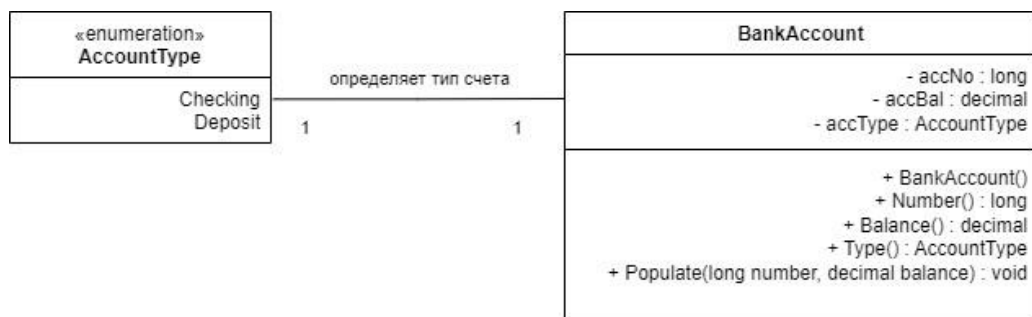 «enumeration»
AccountType
Checking
Deposit
определяет тип счета
1
1
BankAccount
- accNo : long
- accBal : decimal
- accType : AccountType
+ BankAccount()
+ Number() : long
+ Balance() : decimal
+ Type() : AccountType
+ Populate(long number, decimal balance) : void